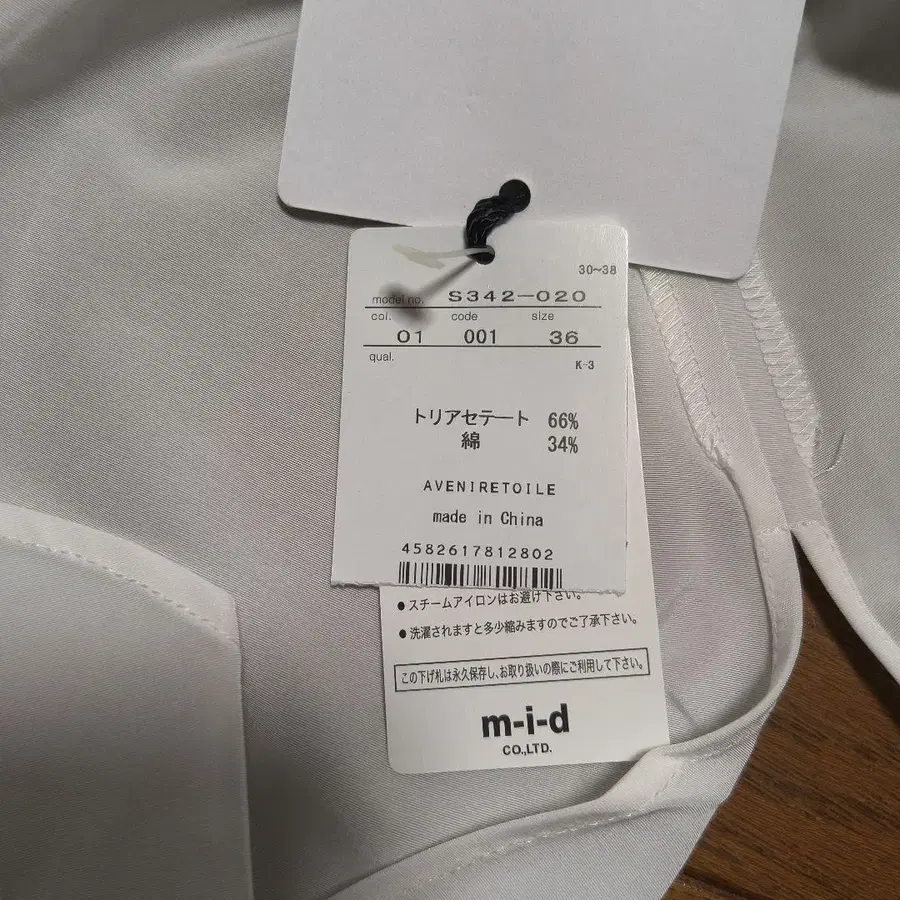 30~38
model no. S342-020
col. code size
01 001 36
qual.
K-3
トリアセテート 66%
綿 34%
AVENIRETOILE
made in China
4582617812802
●スチームアイロンはお避け下さい。
●洗濯されますと多少縮みますのでご了承下さい。
この下げ札は永久保存し、お取り扱いの際にご利用して下さい。
m-i-d
CO.,LTD.